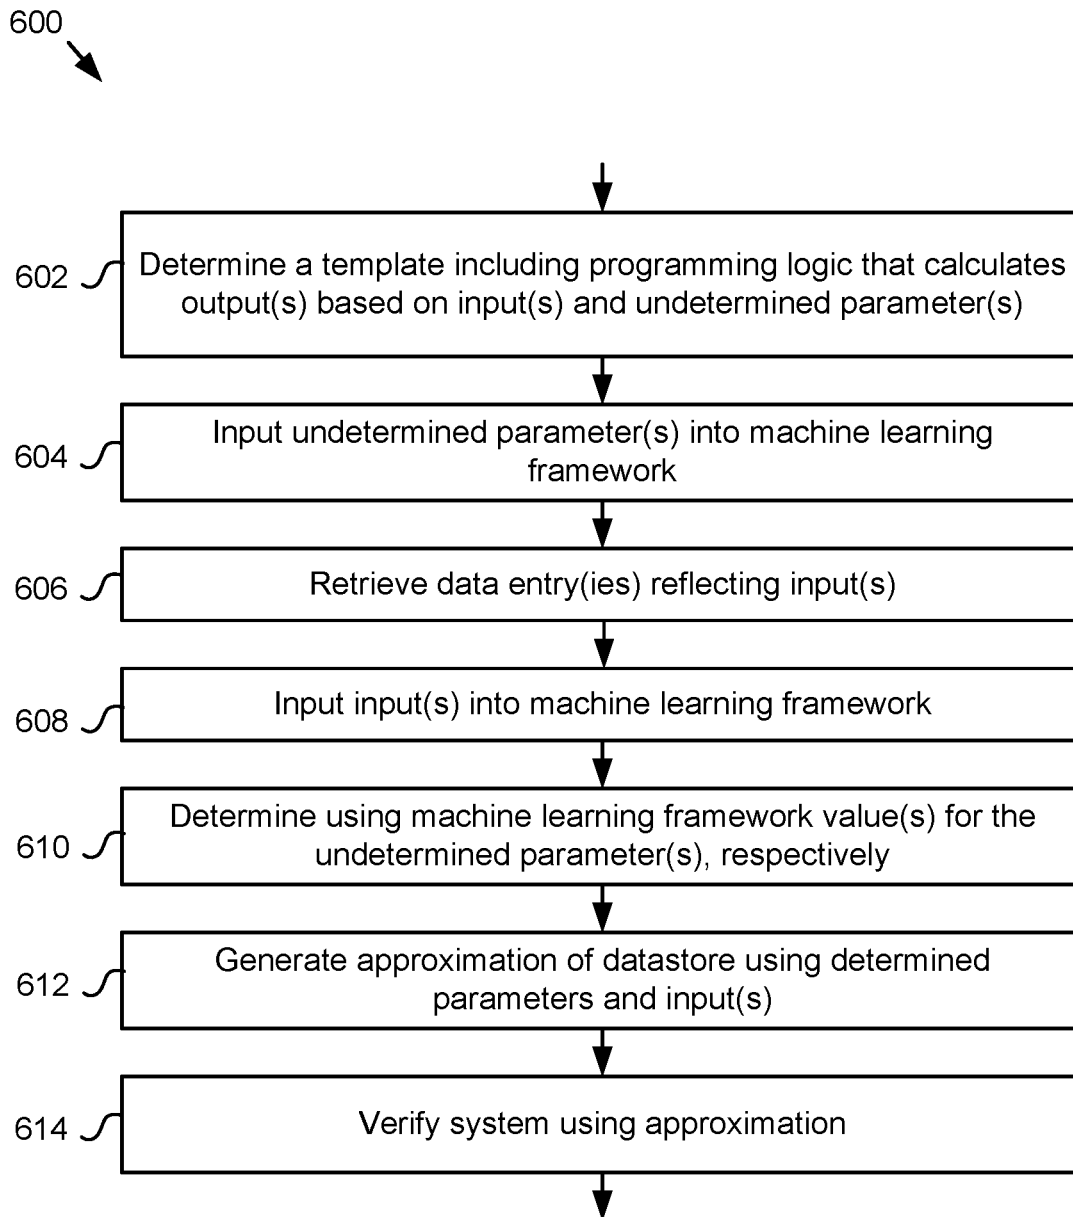 600
602
Determine a template including programming logic that calculates
output(s) based on input(s) and undetermined parameter(s)
604
Input undetermined parameter(s) into machine learning
framework
606
Retrieve data entry(ies) reflecting input(s)
608
Input input(s) into machine learning framework
610
Determine using machine learning framework value(s) for the
undetermined parameter(s), respectively
612
Generate approximation of datastore using determined
parameters and input(s)
614
Verify system using approximation